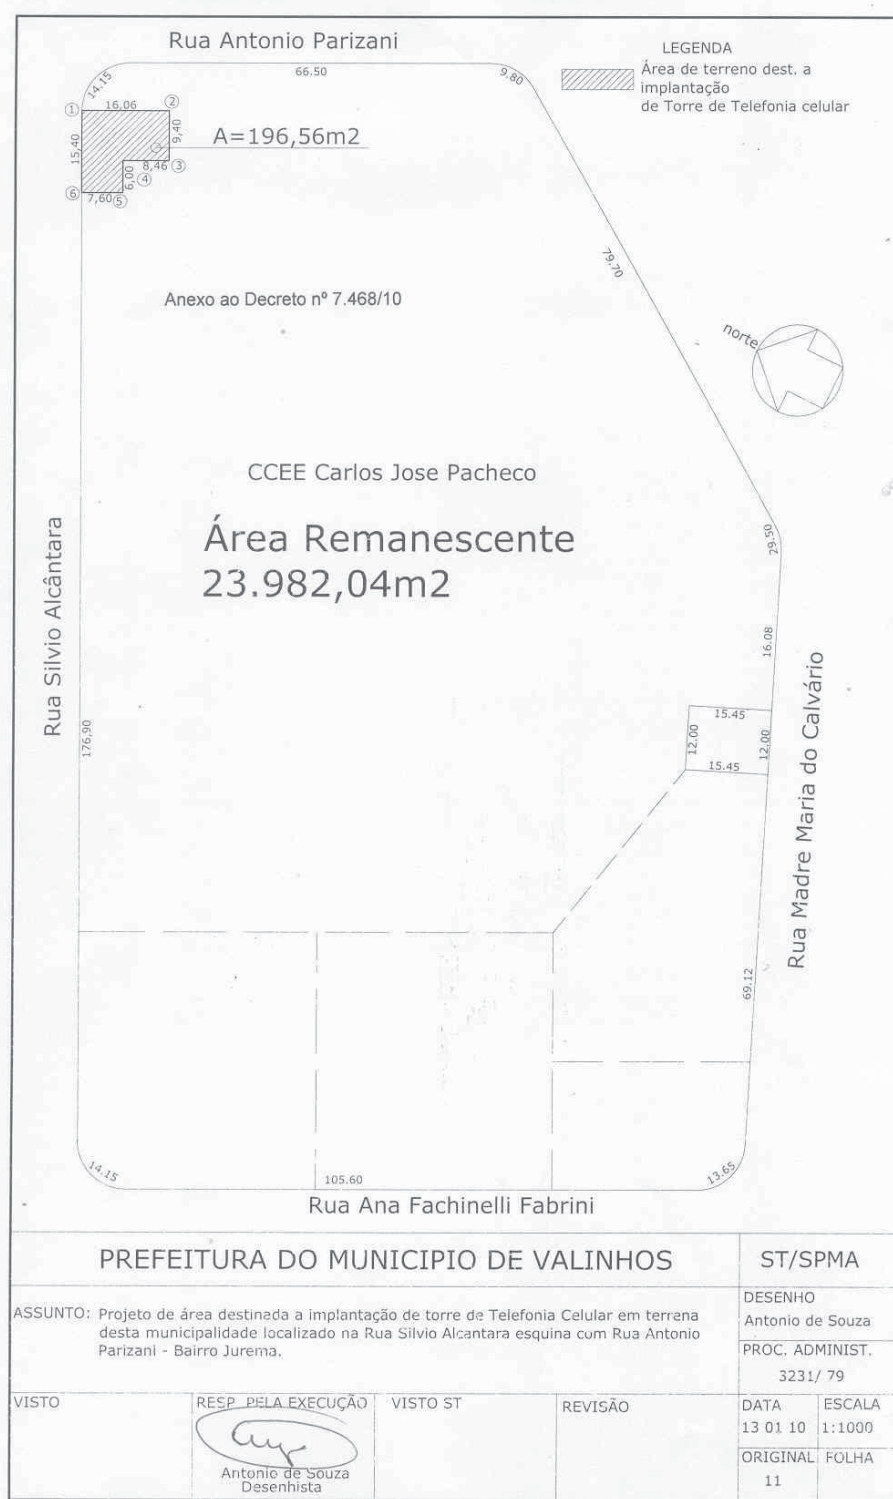 Rua Antonio Parizani
LEGENDA
Área de terreno dest. a
implantação
de Torre de Telefonia celular
14.15
66.50
9.80
1
16.06
2
15.40
9,40
A=196,56m2
8,46
3
6,00
4
6
7,60
5
79.70
Anexo ao Decreto nº 7.468/10
norte
CCEE Carlos Jose Pacheco
Área Remanescente
23.982,04m2
29.50
Rua Silvio Alcântara
16.08
176,90
15.45
12.00
12.00
15.45
Rua Madre Maria do Calvário
69.12
14.15
105.60
13.65
Rua Ana Fachinelli Fabrini
PREFEITURA DO MUNICIPIO DE VALINHOS
ST/SPMA
ASSUNTO: Projeto de área destinada a implantação de torre de Telefonia Celular em terrena
desta municipalidade localizado na Rua Silvio Alcantara esquina com Rua Antonio
Parizani - Bairro Jurema.
DESENHO
Antonio de Souza
PROC. ADMINIST.
3231/ 79
VISTO
RESP PELA EXECUÇÃO
Antonio de Souza
Desenhista
VISTO ST
REVISÃO
DATA
13 01 10
ESCALA
1:1000
ORIGINAL
11
FOLHA